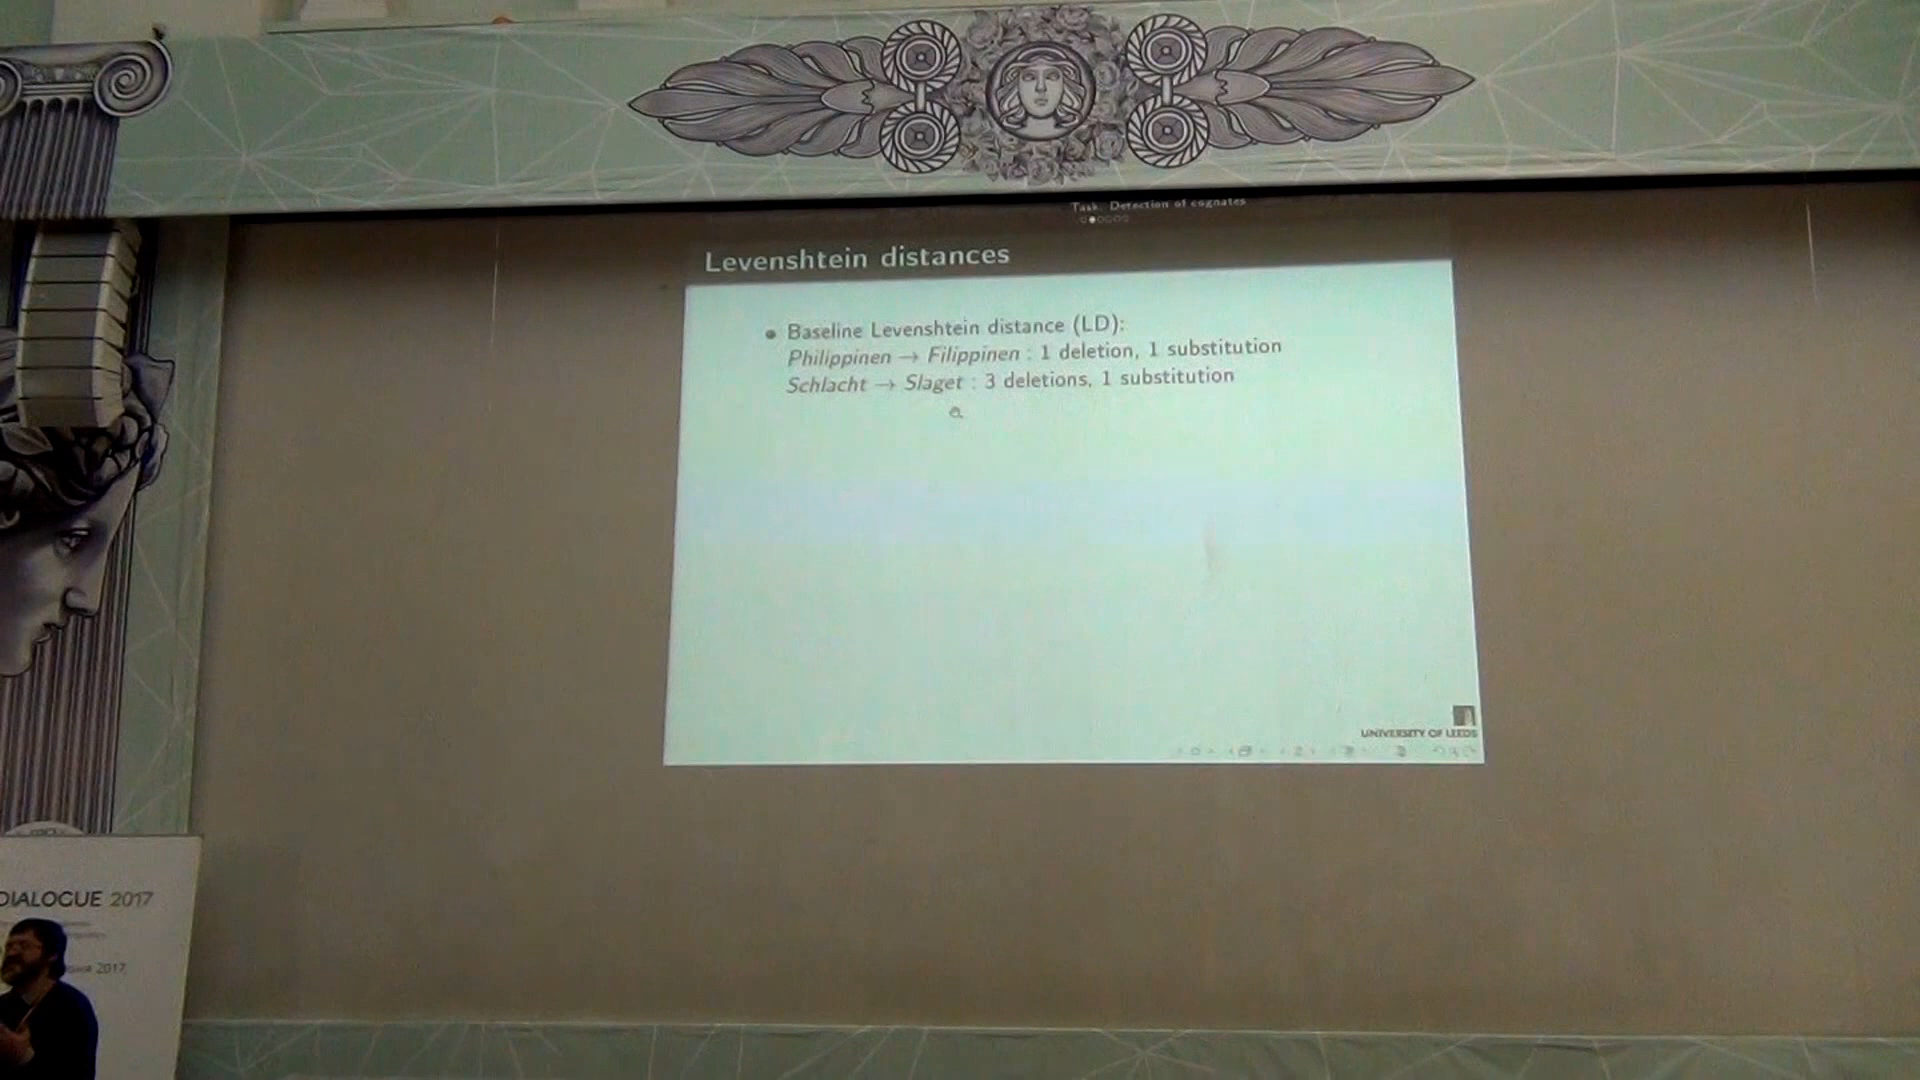 Task: Detection of cognates
Levenshtein distances
Baseline Levenshtein distance (LD):
Philippinen → Filippinen : 1 deletion, 1 substitution
Schlacht → Slaget : 3 deletions, 1 substitution
UNIVERSITY OF LEEDS
DIALOGUE 2017
2017